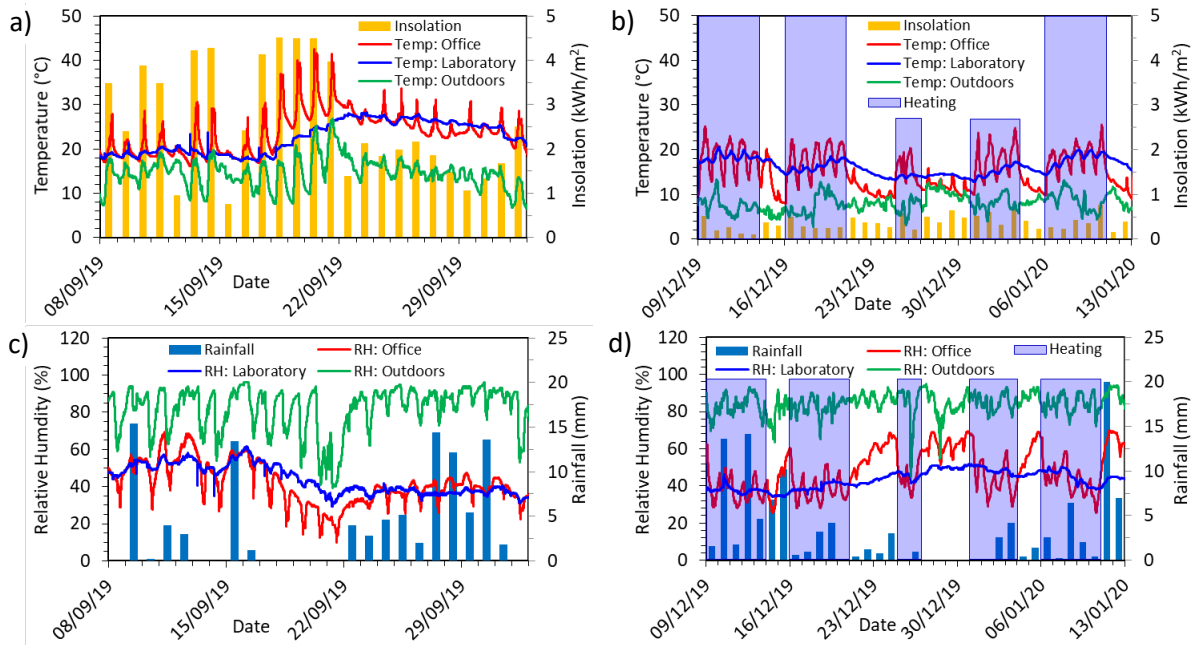 a)
50
40
30
20
10
0
Temperature (°C)
Insolation
Temp: Office
Temp: Laboratory
Temp: Outdoors
5
4
3
2
1
0
Insolation (kWh/m²)
08/09/19
15/09/19
22/09/19
29/09/19
Date
b)
50
40
30
20
10
0
Temperature (°C)
Insolation
Temp: Office
Temp: Laboratory
Temp: Outdoors
Heating
5
4
3
2
1
0
Insolation (kWh/m²)
09/12/19
16/12/19
23/12/19
30/12/19
06/01/20
13/01/20
Date
c)
120
100
80
60
40
20
0
Relative Humdity (%)
Rainfall
RH: Office
RH: Laboratory
RH: Outdoors
25
20
15
10
5
0
Rainfall (mm)
08/09/19
15/09/19
22/09/19
29/09/19
Date
d)
120
100
80
60
40
20
0
Relative Humdity (%)
Rainfall
RH: Office
Heating
RH: Laboratory
RH: Outdoors
25
20
15
10
5
0
Rainfall (mm)
09/12/19
16/12/19
23/12/19
30/12/19
06/01/20
13/01/20
Date